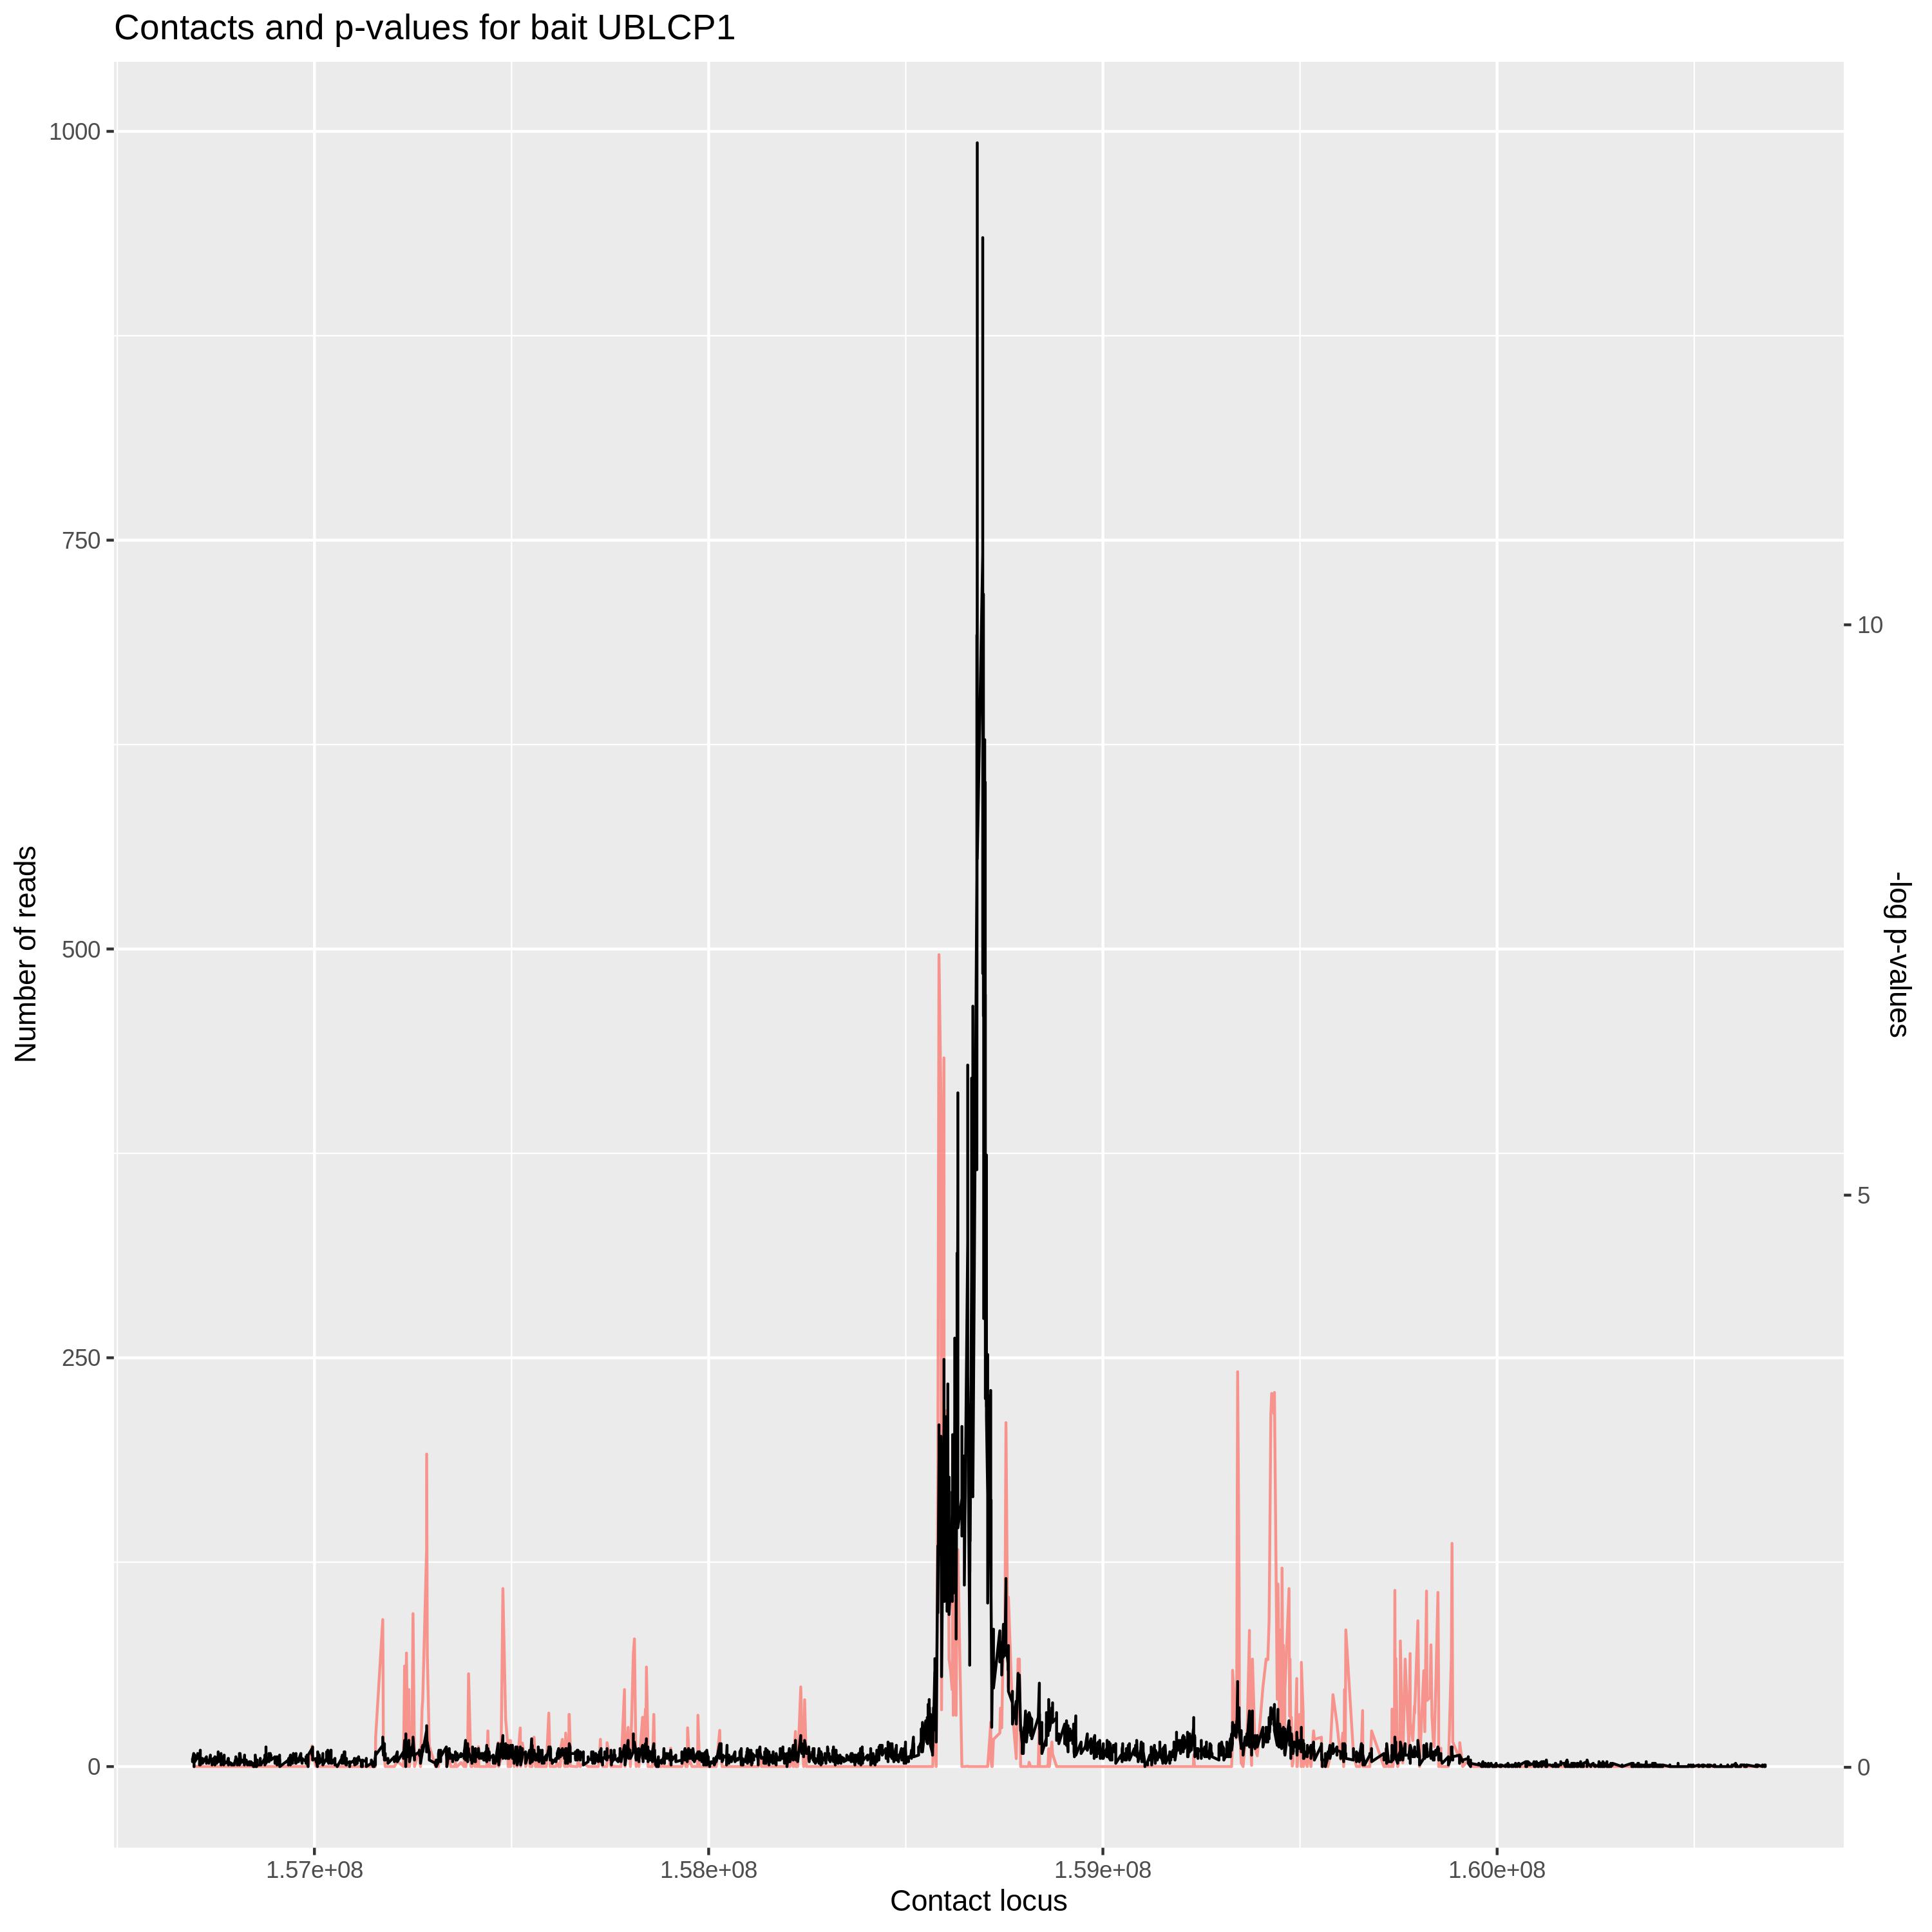 Contacts and p-values for bait UBLCP1
1000
750
500
250
0
Number of reads
10
5
0
-log p-values
1.57e+08
1.58e+08
1.59e+08
1.60e+08
Contact locus